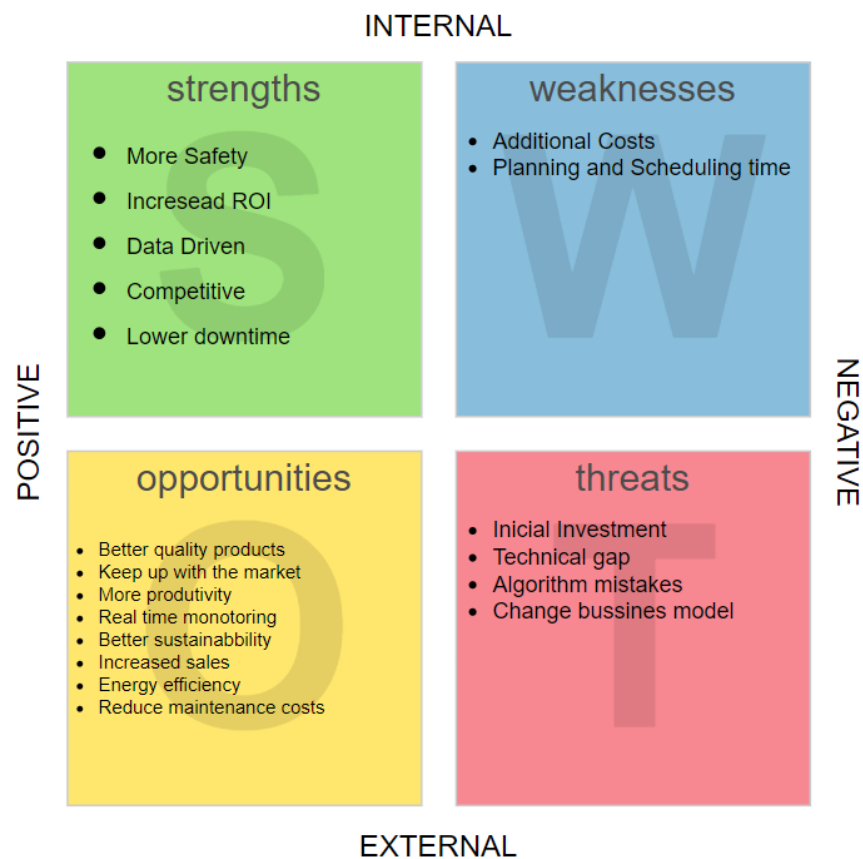 INTERNAL
strengths
More Safety
Incresead ROI
Data Driven
Competitive
Lower downtime
S
weaknesses
Additional Costs
Planning and Scheduling time
W
POSITIVE
NEGATIVE
opportunities
Better quality products
Keep up with the market
More produtivity
Real time monotoring
Better sustainabbility
Increased sales
Energy efficiency
Reduce maintenance costs
O
threats
Inicial Investment
Technical gap
Algorithm mistakes
Change bussines model
T
EXTERNAL